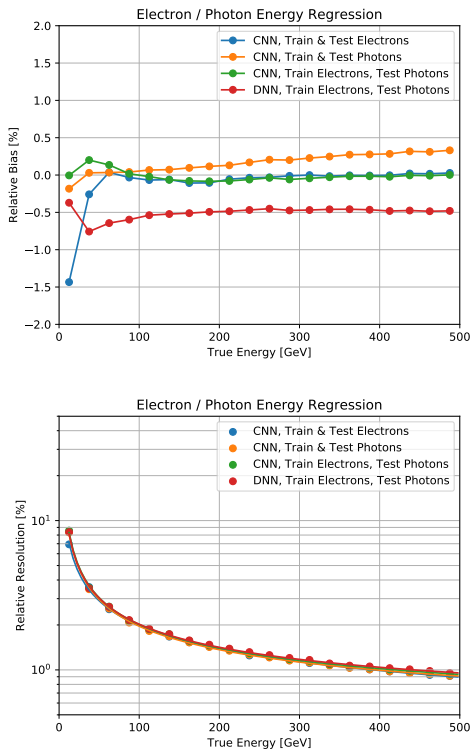 Electron / Photon Energy Regression
2.0
1.5
1.0
0.5
0.0
−0.5
−1.0
−1.5
−2.0
Relative Bias [%]
CNN, Train & Test Electrons
CNN, Train & Test Photons
CNN, Train Electrons, Test Photons
DNN, Train Electrons, Test Photons
0 100 200 300 400 500
True Energy [GeV]
Electron / Photon Energy Regression
10¹
10⁰
Relative Resolution [%]
CNN, Train & Test Electrons
CNN, Train & Test Photons
CNN, Train Electrons, Test Photons
DNN, Train Electrons, Test Photons
0 100 200 300 400 500
True Energy [GeV]